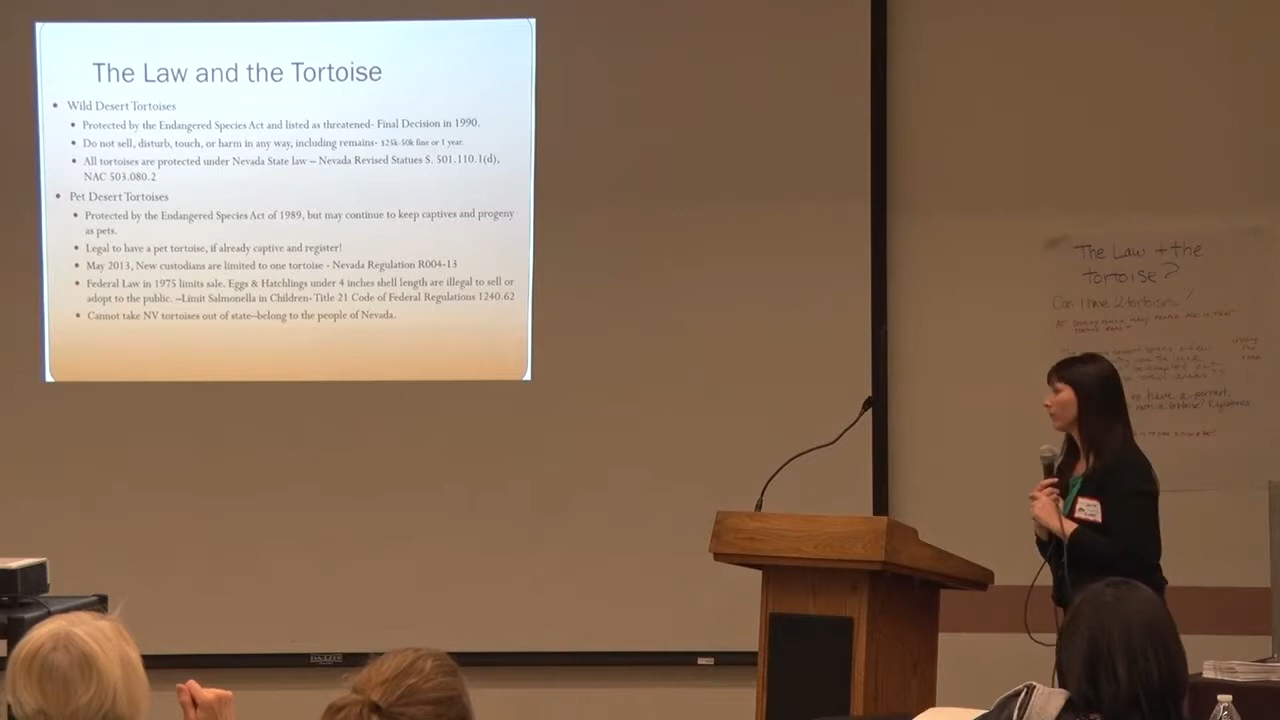 The Law and the Tortoise
• Wild Desert Tortoises
• Protected by the Endangered Species Act and listed as threatened- Final Decision in 1990.
• Do not sell, disturb, touch, or harm in any way, including remains- $25k-50k fine or 1 year.
• All tortoises are protected under Nevada State law – Nevada Revised Statues S. 501.110.1(d),
NAC 503.080.2
• Pet Desert Tortoises
• Protected by the Endangered Species Act of 1989, but may continue to keep captives and progeny
as pets.
• Legal to have a pet tortoise, if already captive and register!
• May 2013, New custodians are limited to one tortoise - Nevada Regulation R004-13
• Federal Law in 1975 limits sale. Eggs & Hatchlings under 4 inches shell length are illegal to sell or
adopt to the public. –Limit Salmonella in Children- Title 21 Code of Federal Regulations 1240.62
• Cannot take NV tortoises out of state–belong to the people of Nevada.
The Law + the
tortoise?
Can I have 2 tortoises?
have a permit,
DA-LITE